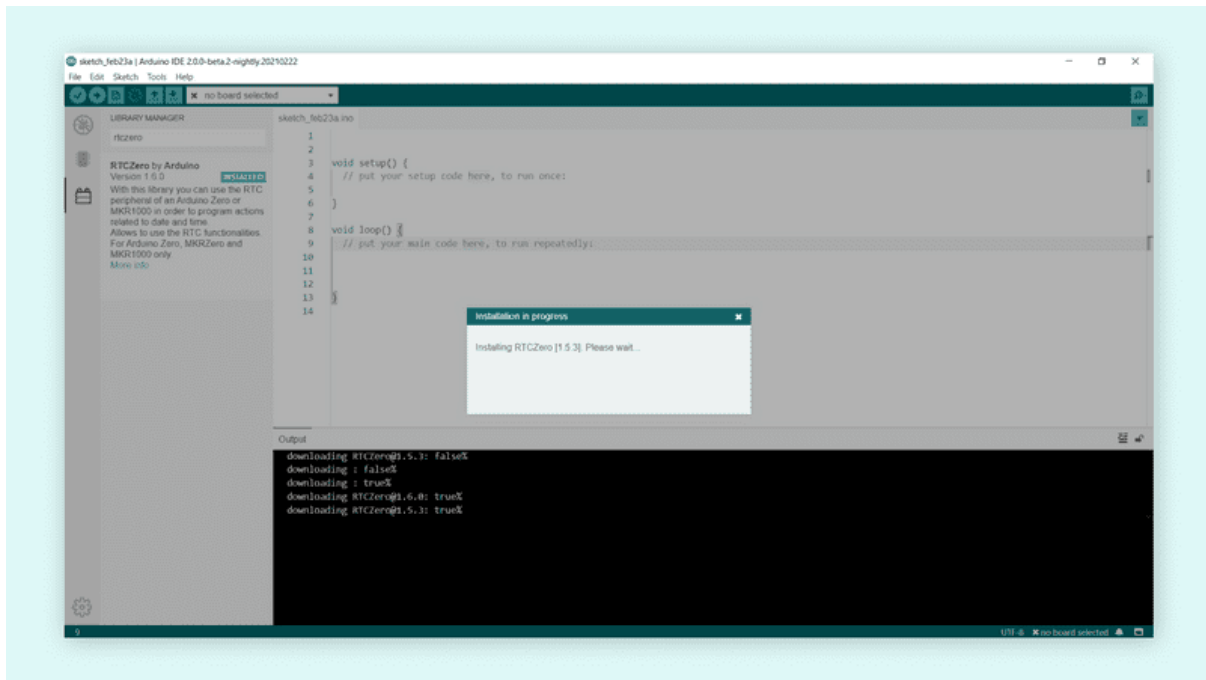 sketch_feb23a | Arduino IDE 2.0.0-beta.2-nightly.20210222
File Edit Sketch Tools Help
no board selected
LIBRARY MANAGER
rtczero
RTCZero by Arduino
Version 1.6.0 INSTALLED
With this library you can use the RTC
peripheral of an Arduino Zero or
MKR1000 in order to program actions
related to date and time.
Allows to use the RTC functionalities.
For Arduino Zero, MKRZero and
MKR1000 only
More info
sketch_feb23a.ino
1
2
3 void setup() {
4 // put your setup code here, to run once:
5
6 }
7
8 void loop() {
9 // put your main code here, to run repeatedly:
10
11
12
13 }
14
Installation in progress
Installing RTCZero [1.5.3]. Please wait...
Output
downloading RTCZero@1.5.3: false%
downloading : false%
downloading : true%
downloading RTCZero@1.6.0: true%
downloading RTCZero@1.5.3: true%
9
UTF-8 no board selected